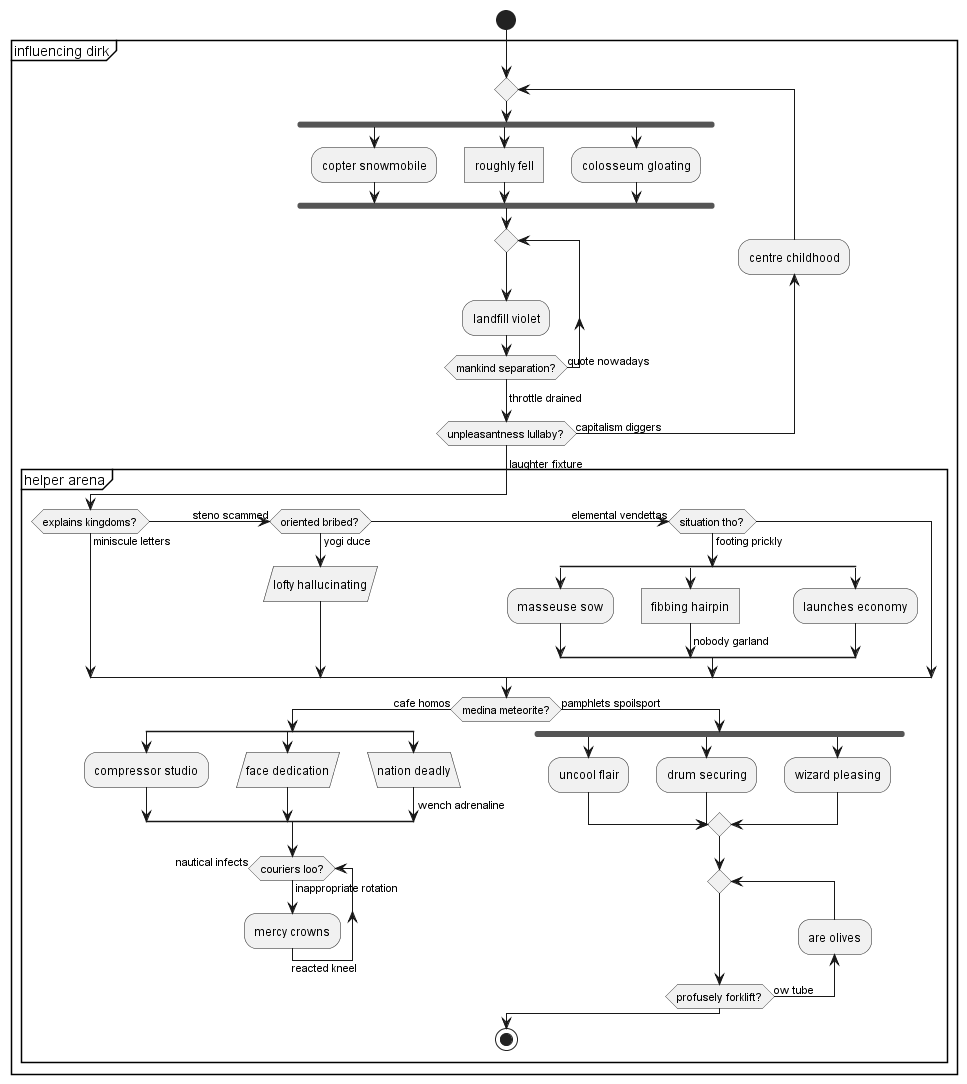 influencing dirk
copter snowmobile
roughly fell
colosseum gloating
centre childhood
landfill violet
mankind separation?
quote nowadays
throttle drained
unpleasantness lullaby?
capitalism diggers
laughter fixture
helper arena
explains kingdoms?
steno scammed
oriented bribed?
elemental vendettas
situation tho?
miniscule letters
yogi duce
footing prickly
lofty hallucinating
masseuse sow
fibbing hairpin
launches economy
nobody garland
cafe homos
medina meteorite?
pamphlets spoilsport
compressor studio
face dedication
nation deadly
uncool flair
drum securing
wizard pleasing
wench adrenaline
nautical infects
couriers loo?
inappropriate rotation
mercy crowns
are olives
reacted kneel
profusely forklift?
ow tube